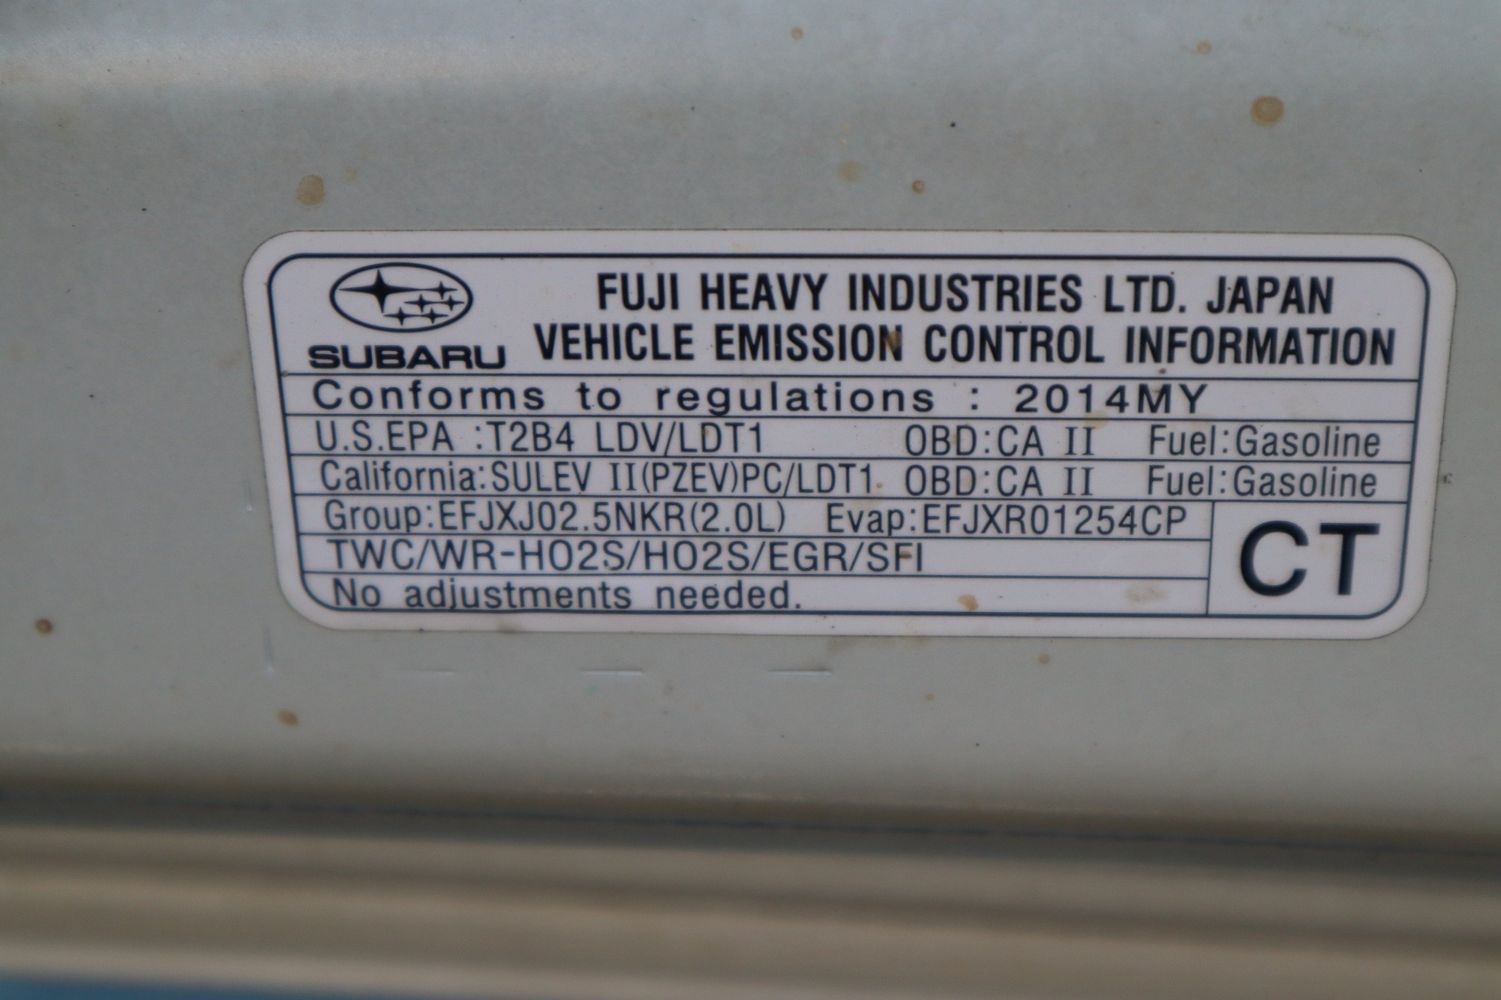 SUBARU
FUJI HEAVY INDUSTRIES LTD. JAPAN
VEHICLE EMISSION CONTROL INFORMATION
Conforms to regulations : 2014MY
U.S.EPA :T2B4 LDV/LDT1 OBD:CA II Fuel:Gasoline
California:SULEV II(PZEV)PC/LDT1 OBD:CA II Fuel:Gasoline
Group:EFJXJ02.5NKR(2.0L) Evap:EFJXR01254CP
TWC/WR-HO2S/HO2S/EGR/SFI
No adjustments needed.
CT